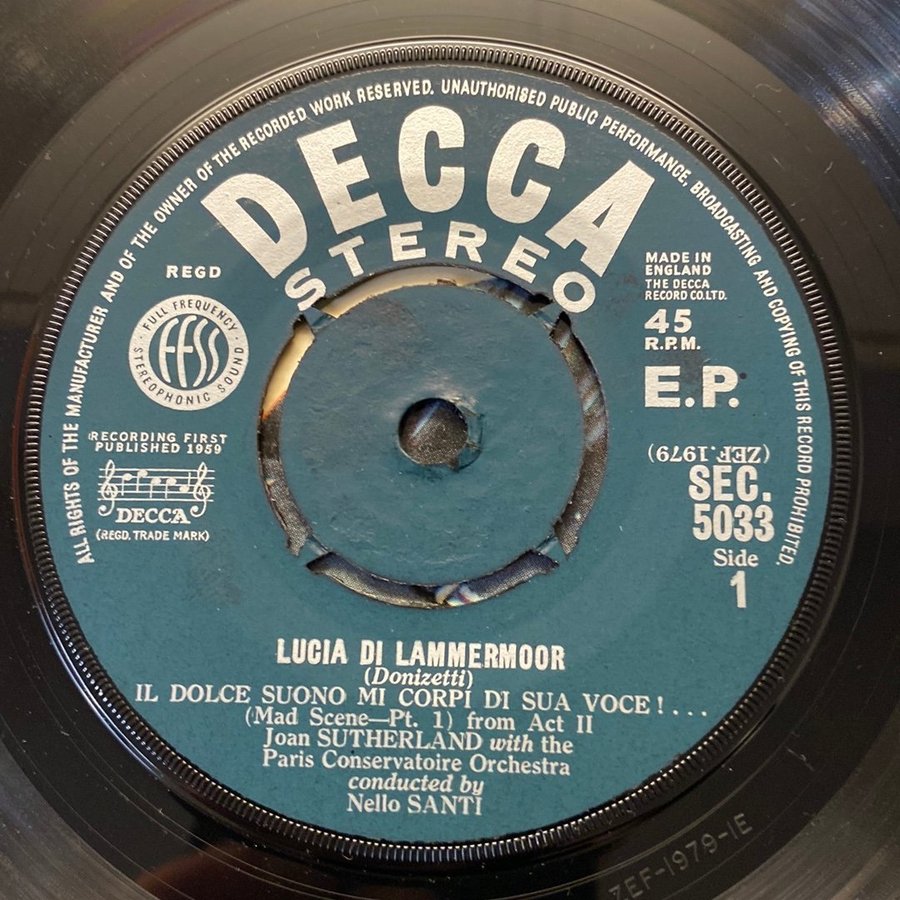 ALL RIGHTS OF THE MANUFACTURER AND OF THE OWNER OF THE RECORDED WORK RESERVED. UNAUTHORISED PUBLIC PERFORMANCE, BROADCASTING AND COPYING OF THIS RECORD PROHIBITED.
DECCA
STEREO
REGD
FULL FREQUENCY
FFSS
STEREOPHONIC SOUND
RECORDING FIRST
PUBLISHED 1959
DECCA
(REGD. TRADE MARK)
MADE IN
ENGLAND
THE DECCA
RECORD CO. LTD.
45
R.P.M.
E.P.
(ZEF.1979)
SEC.
5033
Side
1
LUCIA DI LAMMERMOOR
(Donizetti)
IL DOLCE SUONO MI CORPI DI SUA VOCE!...
(Mad Scene—Pt. 1) from Act II
Joan SUTHERLAND with the
Paris Conservatoire Orchestra
conducted by
Nello SANTI
ZEF-1979-1E